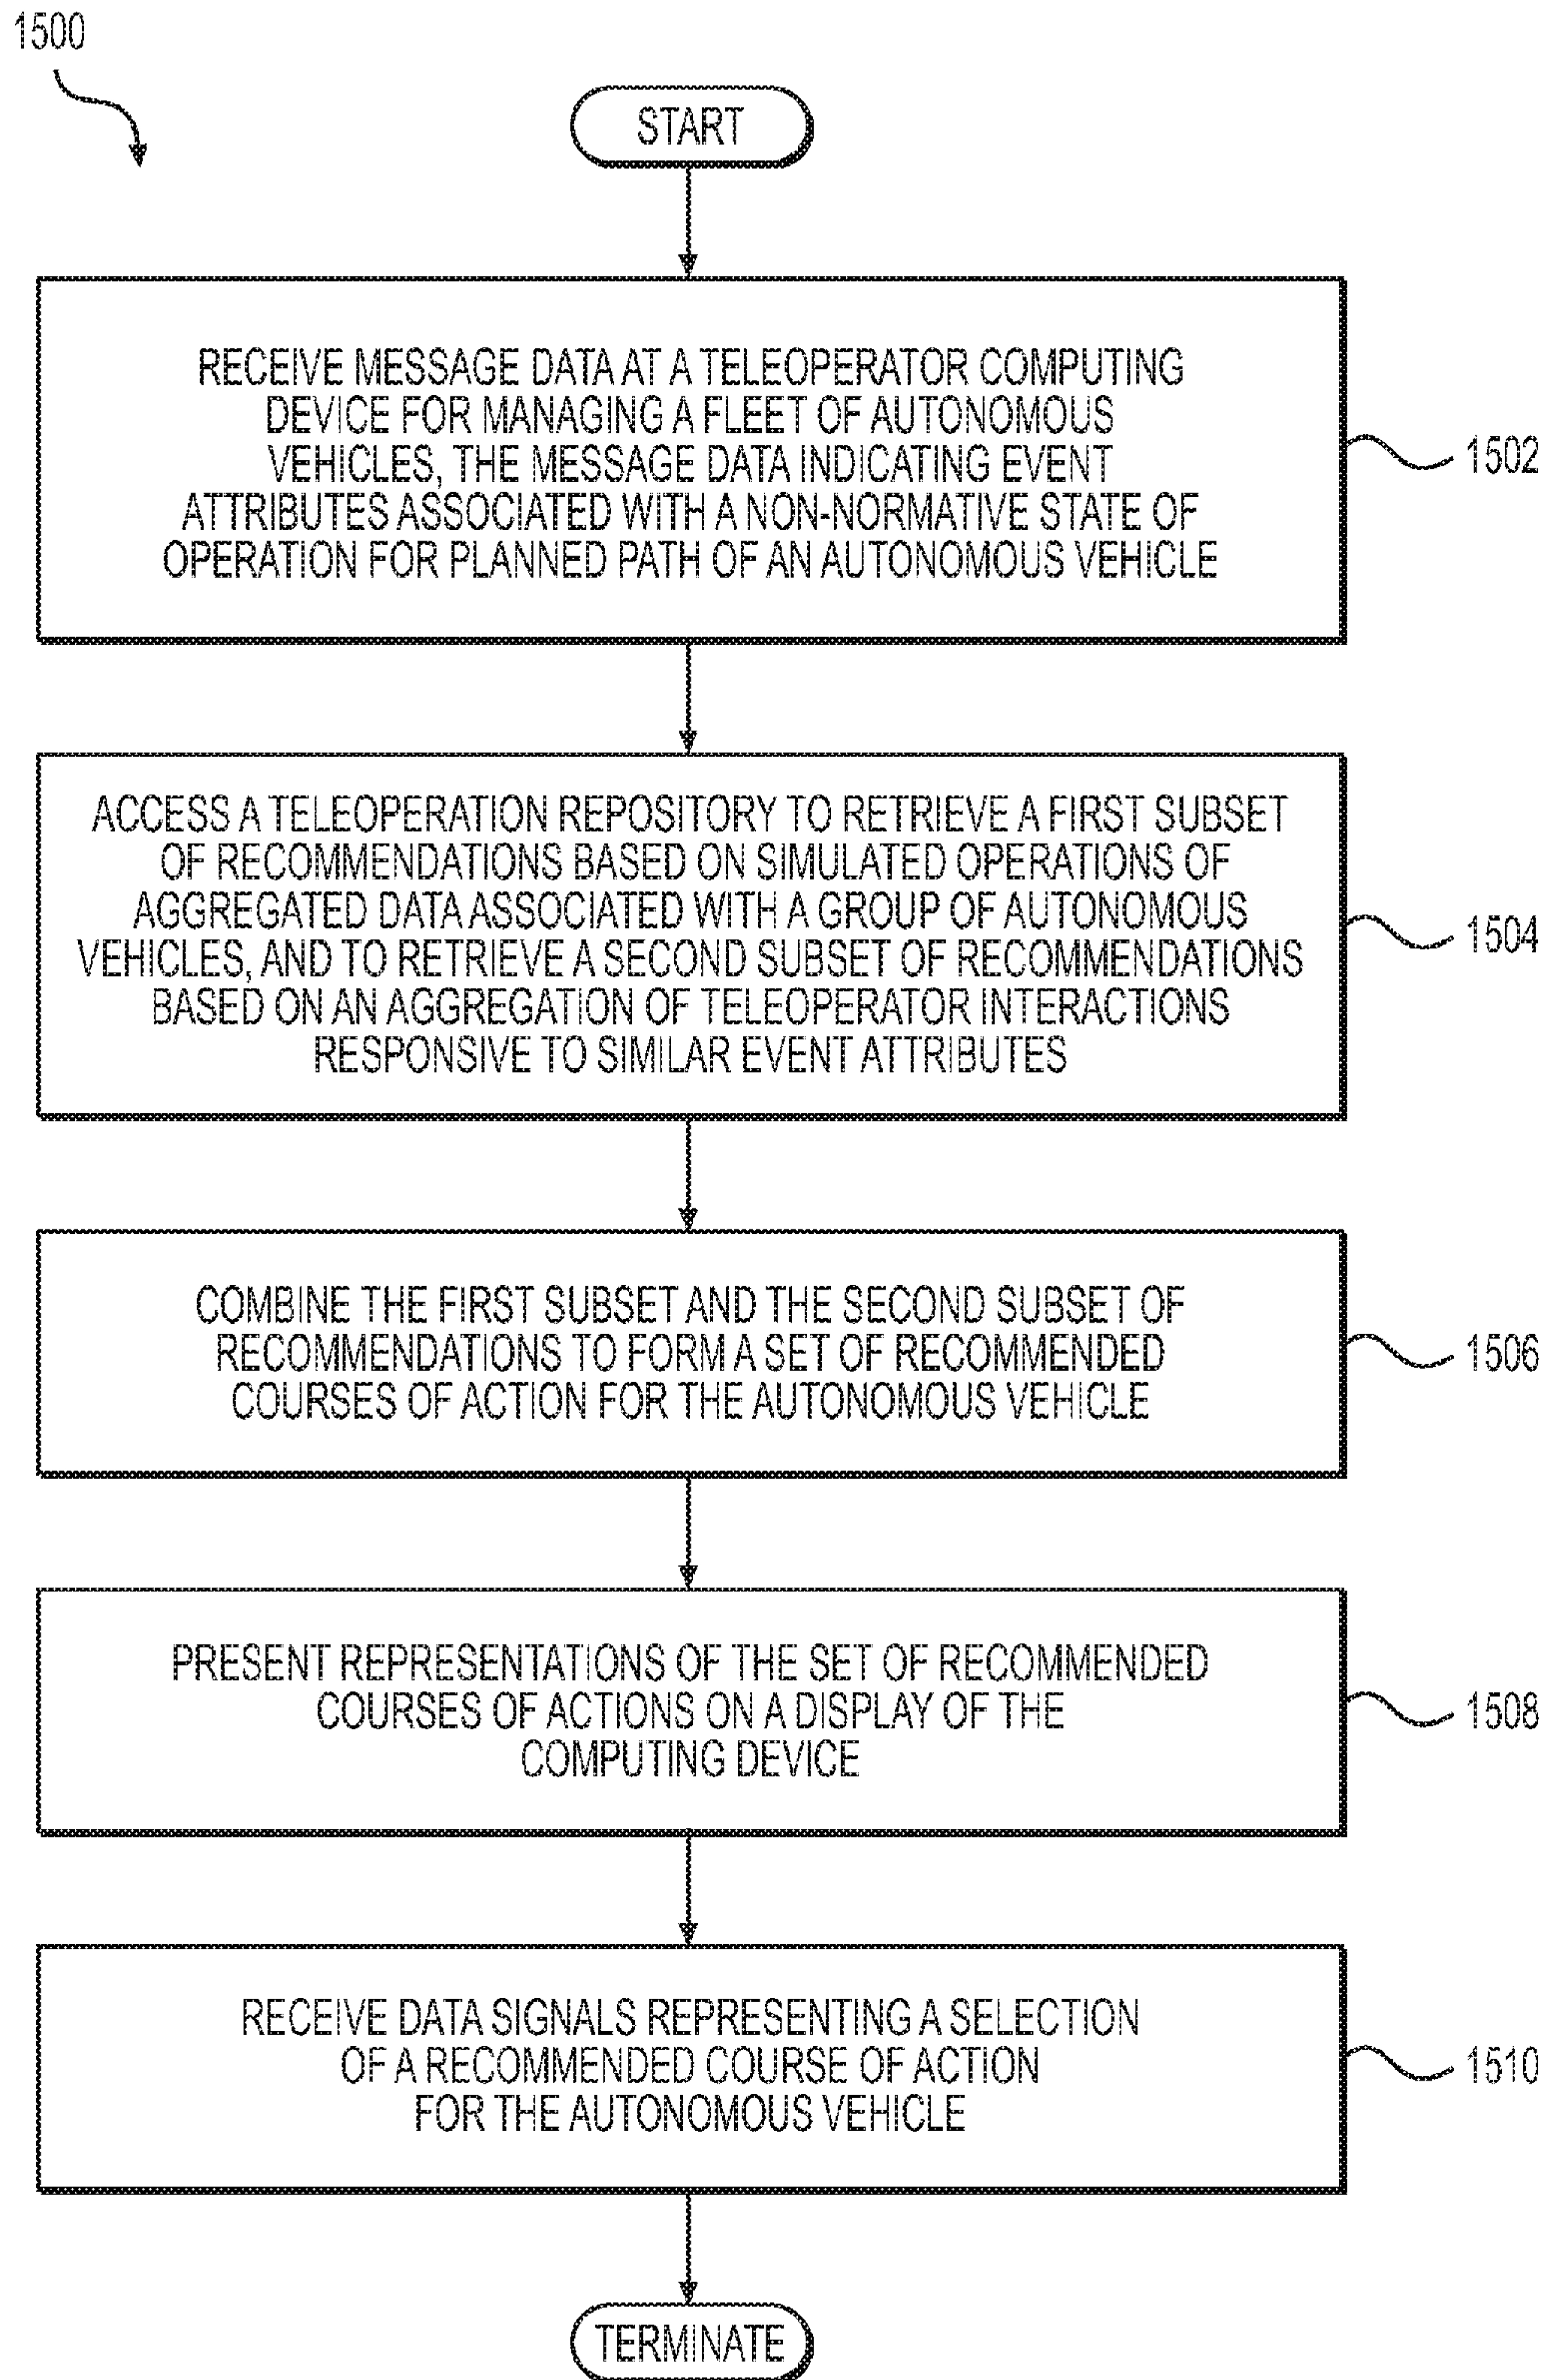 1500
START
RECEIVE MESSAGE DATA AT A TELEOPERATOR COMPUTING
DEVICE FOR MANAGING A FLEET OF AUTONOMOUS
VEHICLES, THE MESSAGE DATA INDICATING EVENT
ATTRIBUTES ASSOCIATED WITH A NON-NORMATIVE STATE OF
OPERATION FOR PLANNED PATH OF AN AUTONOMOUS VEHICLE
1502
ACCESS A TELEOPERATION REPOSITORY TO RETRIEVE A FIRST SUBSET
OF RECOMMENDATIONS BASED ON SIMULATED OPERATIONS OF
AGGREGATED DATA ASSOCIATED WITH A GROUP OF AUTONOMOUS
VEHICLES, AND TO RETRIEVE A SECOND SUBSET OF RECOMMENDATIONS
BASED ON AN AGGREGATION OF TELEOPERATOR INTERACTIONS
RESPONSIVE TO SIMILAR EVENT ATTRIBUTES
1504
COMBINE THE FIRST SUBSET AND THE SECOND SUBSET OF
RECOMMENDATIONS TO FORM A SET OF RECOMMENDED
COURSES OF ACTION FOR THE AUTONOMOUS VEHICLE
1506
PRESENT REPRESENTATIONS OF THE SET OF RECOMMENDED
COURSES OF ACTIONS ON A DISPLAY OF THE
COMPUTING DEVICE
1508
RECEIVE DATA SIGNALS REPRESENTING A SELECTION
OF A RECOMMENDED COURSE OF ACTION
FOR THE AUTONOMOUS VEHICLE
1510
TERMINATE